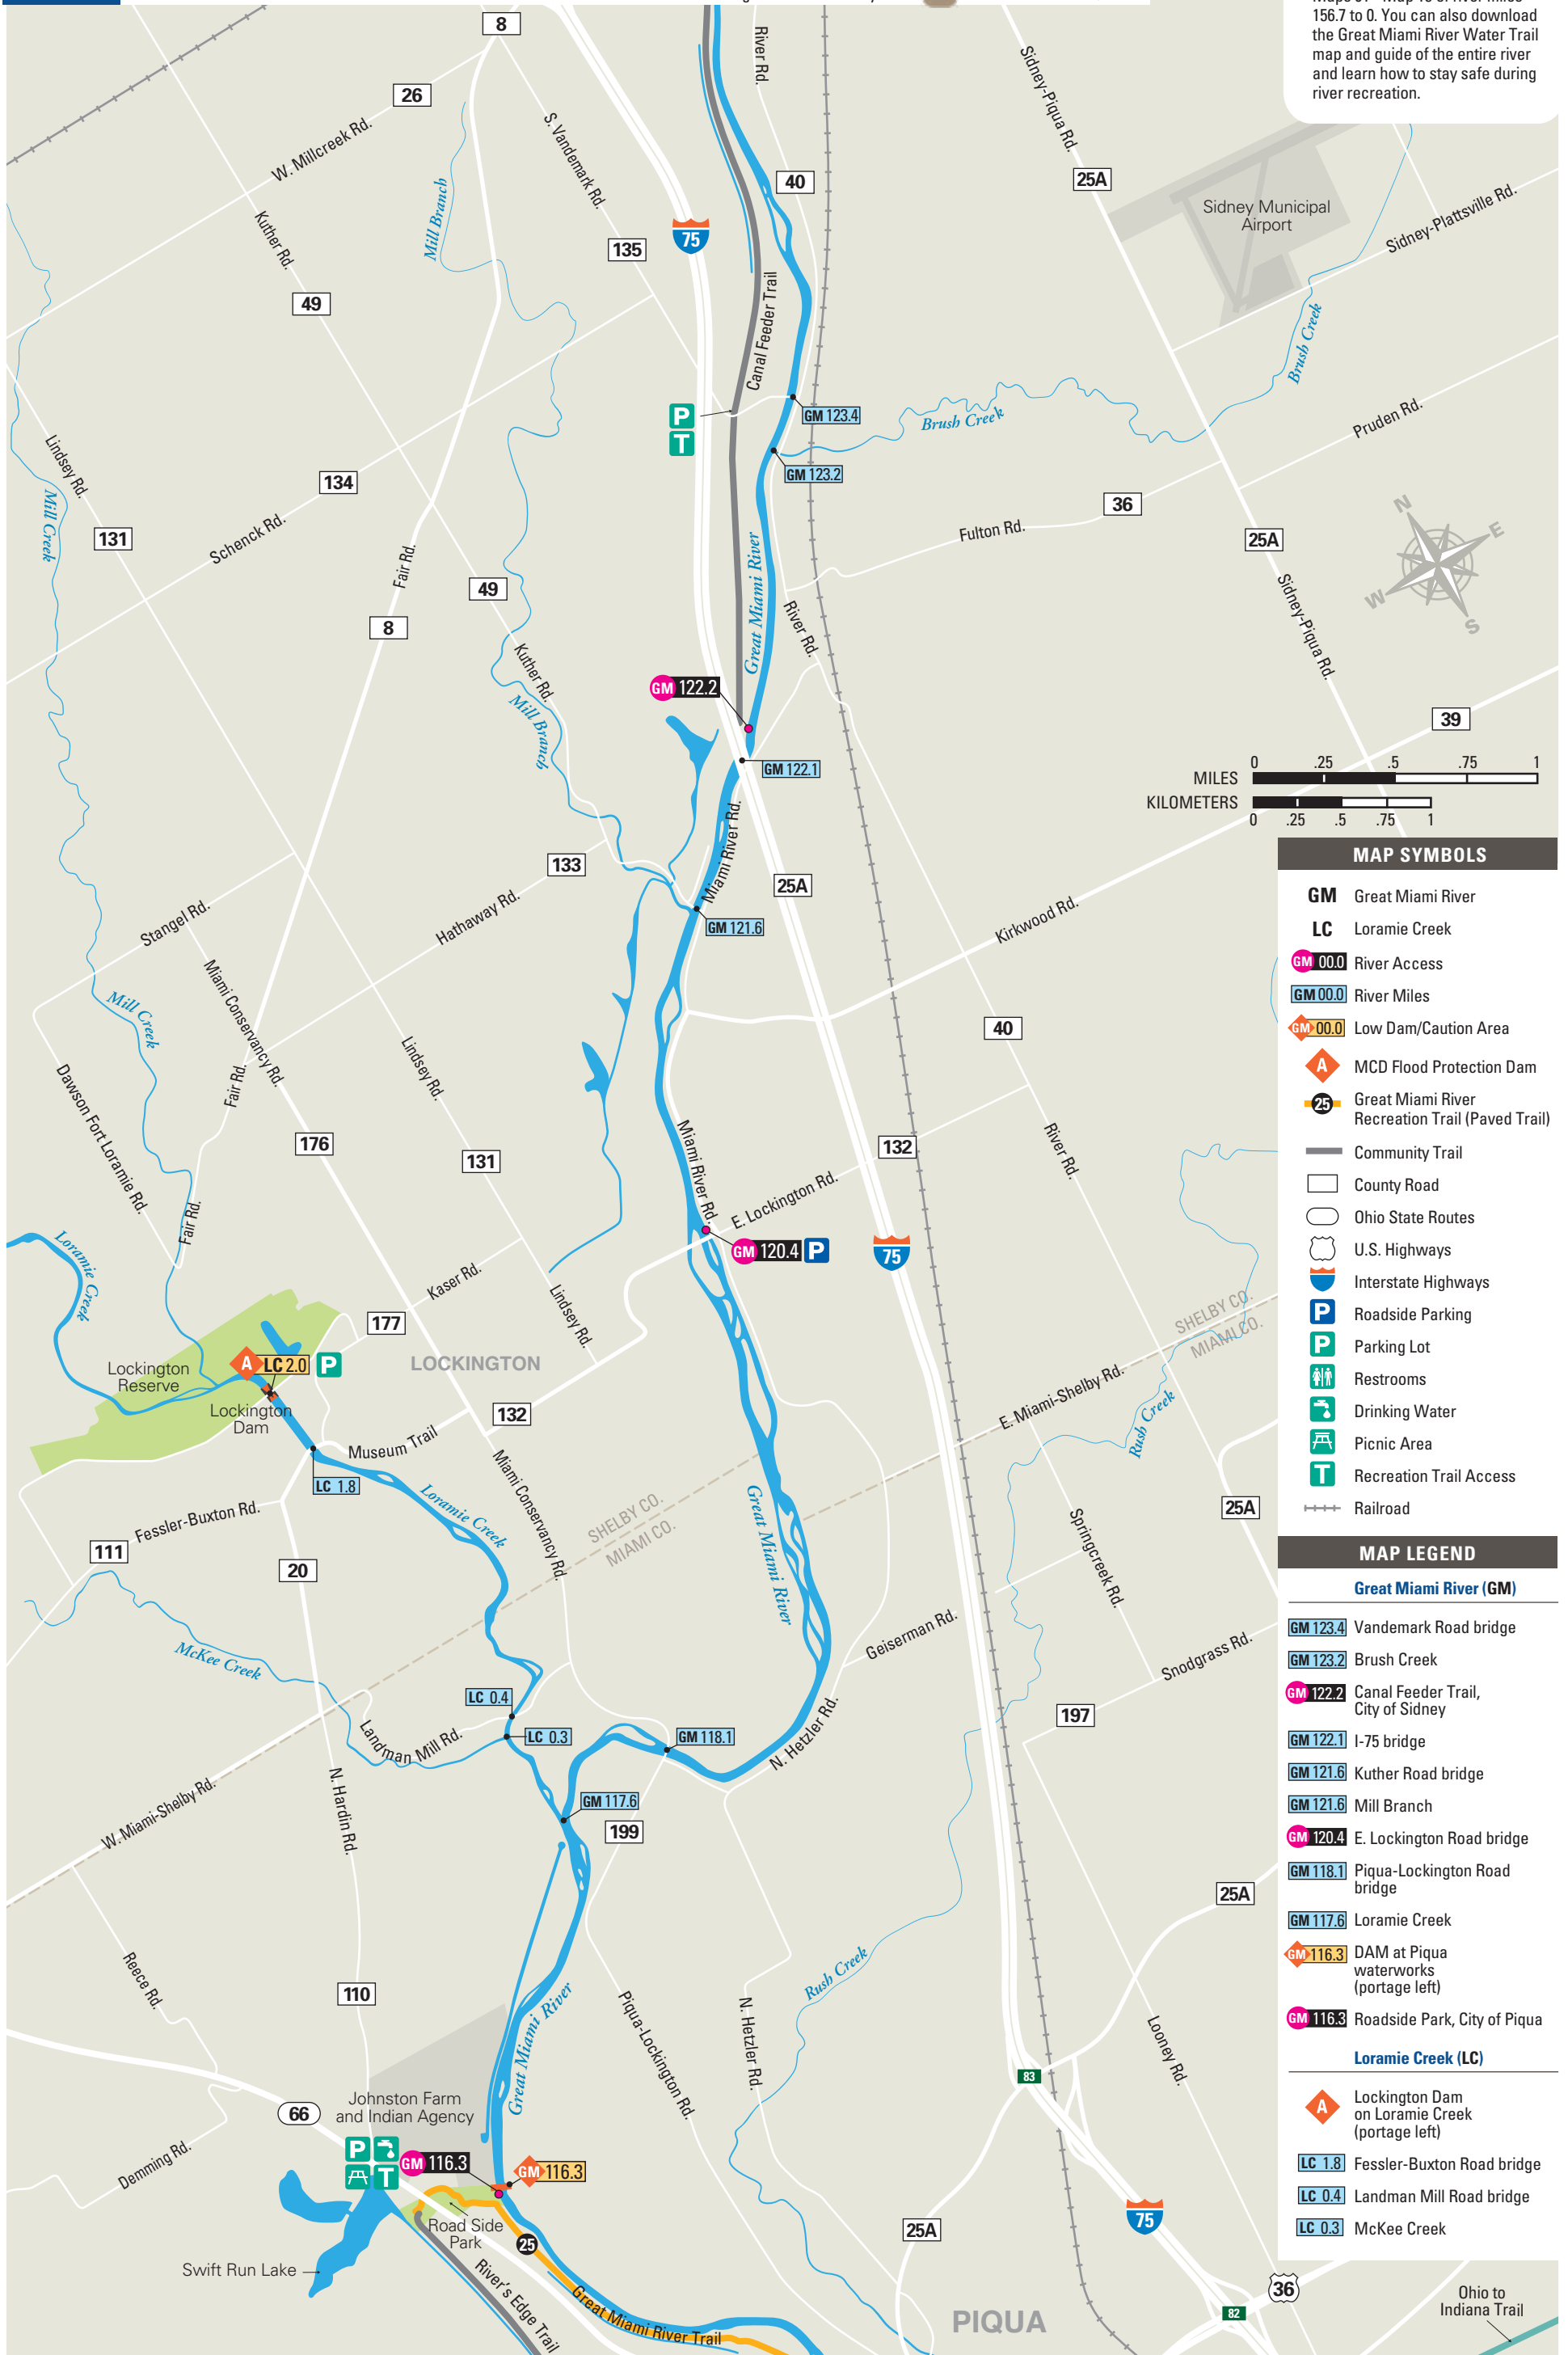 156.7 to 0. You can also download
the Great Miami River Water Trail
map and guide of the entire river
and learn how to stay safe during
river recreation.
8
River Rd.
Sidney-Piqua Rd.
26
W. Millcreek Rd.
S. Vandemark Rd.
40
25A
Mill Branch
Sidney Municipal
Airport
Sidney-Plattsville Rd.
Kuther Rd.
135
75
49
Canal Feeder Trail
Brush Creek
P
T
GM 123.4
Brush Creek
Pruden Rd.
Lindsey Rd.
GM 123.2
134
Mill Creek
131
Schenck Rd.
36
Fulton Rd.
25A
N
E
W
S
Fair Rd.
49
8
Great Miami River
River Rd.
Sidney-Piqua Rd.
Kuther Rd.
GM 122.2
Mill Branch
39
GM 122.1
MILES
0 .25 .5 .75 1
KILOMETERS
0 .25 .5 .75 1
Miami River Rd.
133
25A
Stangel Rd.
Hathaway Rd.
GM 121.6
Kirkwood Rd.
Mill Creek
Miami Conservancy Rd.
40
Lindsey Rd.
Dawson Fort Loramie Rd.
Fair Rd.
176
131
Miami River Rd.
132
River Rd.
E. Lockington Rd.
Fair Rd.
GM 120.4 P
75
Loramie Creek
Kaser Rd.
Lindsey Rd.
SHELBY CO.
MIAMI CO.
177
LOCKINGTON
Lockington
Reserve
A LC 2.0 P
Lockington
Dam
132
E. Miami-Shelby Rd.
Rush Creek
Museum Trail
LC 1.8
Loramie Creek
Miami Conservancy Rd.
SHELBY CO.
MIAMI CO.
Great Miami River
25A
Fessler-Buxton Rd.
111
20
Springcreek Rd.
McKee Creek
Geiserman Rd.
Snodgrass Rd.
LC 0.4
LC 0.3
GM 118.1
197
Landman Mill Rd.
N. Hetzler Rd.
W. Miami-Shelby Rd.
N. Hardin Rd.
GM 117.6
199
25A
Reece Rd.
110
Rush Creek
Great Miami River
Piqua-Lockington Rd.
N. Hetzler Rd.
Looney Rd.
83
Johnston Farm
and Indian Agency
66
Demming Rd.
P
T
GM 116.3
GM 116.3
Road Side
Park
25
25A
75
Swift Run Lake
River's Edge Trail
Great Miami River Trail
PIQUA
36
82
Ohio to
Indiana Trail
MAP SYMBOLS
GM Great Miami River
LC Loramie Creek
GM 00.0 River Access
GM 00.0 River Miles
GM 00.0 Low Dam/Caution Area
A MCD Flood Protection Dam
25 Great Miami River
Recreation Trail (Paved Trail)
Community Trail
County Road
Ohio State Routes
U.S. Highways
Interstate Highways
P Roadside Parking
P Parking Lot
Restrooms
Drinking Water
Picnic Area
T Recreation Trail Access
Railroad
MAP LEGEND
Great Miami River (GM)
GM 123.4 Vandemark Road bridge
GM 123.2 Brush Creek
GM 122.2 Canal Feeder Trail,
City of Sidney
GM 122.1 I-75 bridge
GM 121.6 Kuther Road bridge
GM 121.6 Mill Branch
GM 120.4 E. Lockington Road bridge
GM 118.1 Piqua-Lockington Road
bridge
GM 117.6 Loramie Creek
GM 116.3 DAM at Piqua
waterworks
(portage left)
GM 116.3 Roadside Park, City of Piqua
Loramie Creek (LC)
A Lockington Dam
on Loramie Creek
(portage left)
LC 1.8 Fessler-Buxton Road bridge
LC 0.4 Landman Mill Road bridge
LC 0.3 McKee Creek